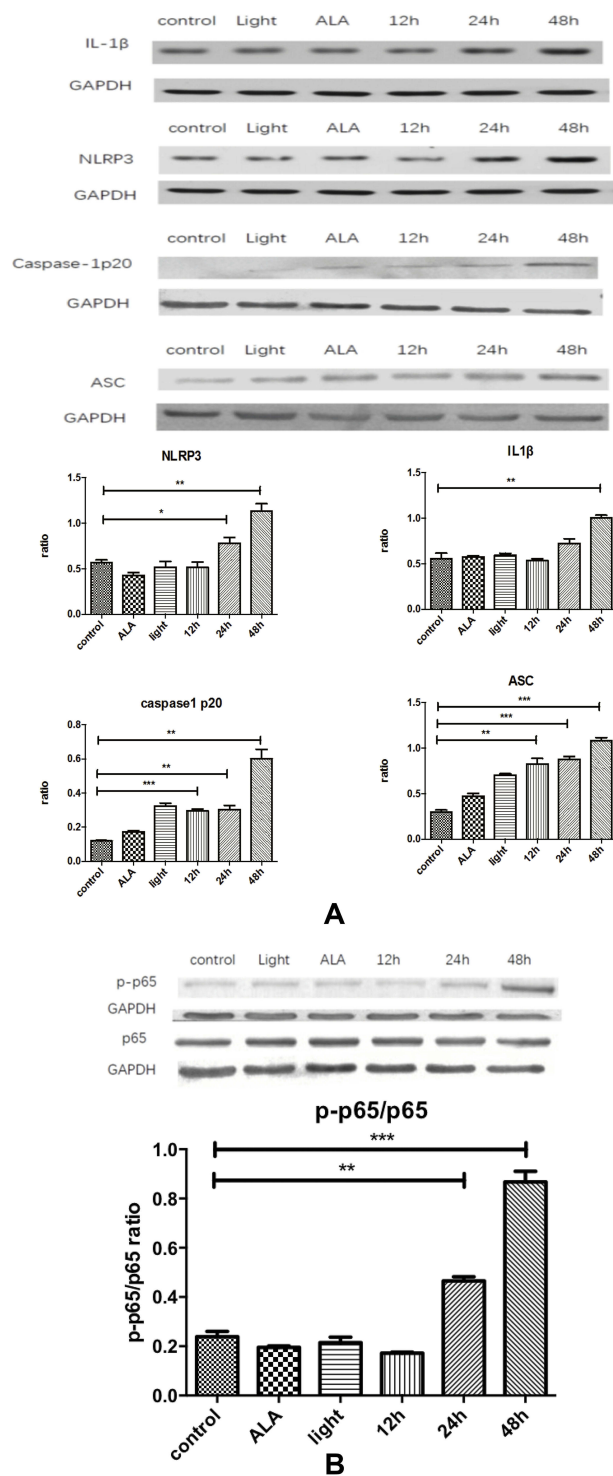 control Light ALA 12h 24h 48h
IL-1β
GAPDH
control Light ALA 12h 24h 48h
NLRP3
GAPDH
control Light ALA 12h 24h 48h
Caspase-1p20
GAPDH
control Light ALA 12h 24h 48h
ASC
GAPDH
NLRP3
**
*
ratio
1.5
1.0
0.5
0.0
control ALA light 12h 24h 48h
IL1β
**
ratio
1.5
1.0
0.5
0.0
control ALA light 12h 24h 48h
caspase1 p20
**
**
***
ratio
0.8
0.6
0.4
0.2
0.0
control ALA light 12h 24h 48h
ASC
***
***
**
ratio
1.5
1.0
0.5
0.0
control ALA light 12h 24h 48h
A
control Light ALA 12h 24h 48h
p-p65
GAPDH
p65
GAPDH
p-p65/p65
***
**
p-p65/p65 ratio
1.0
0.8
0.6
0.4
0.2
0.0
control ALA light 12h 24h 48h
B